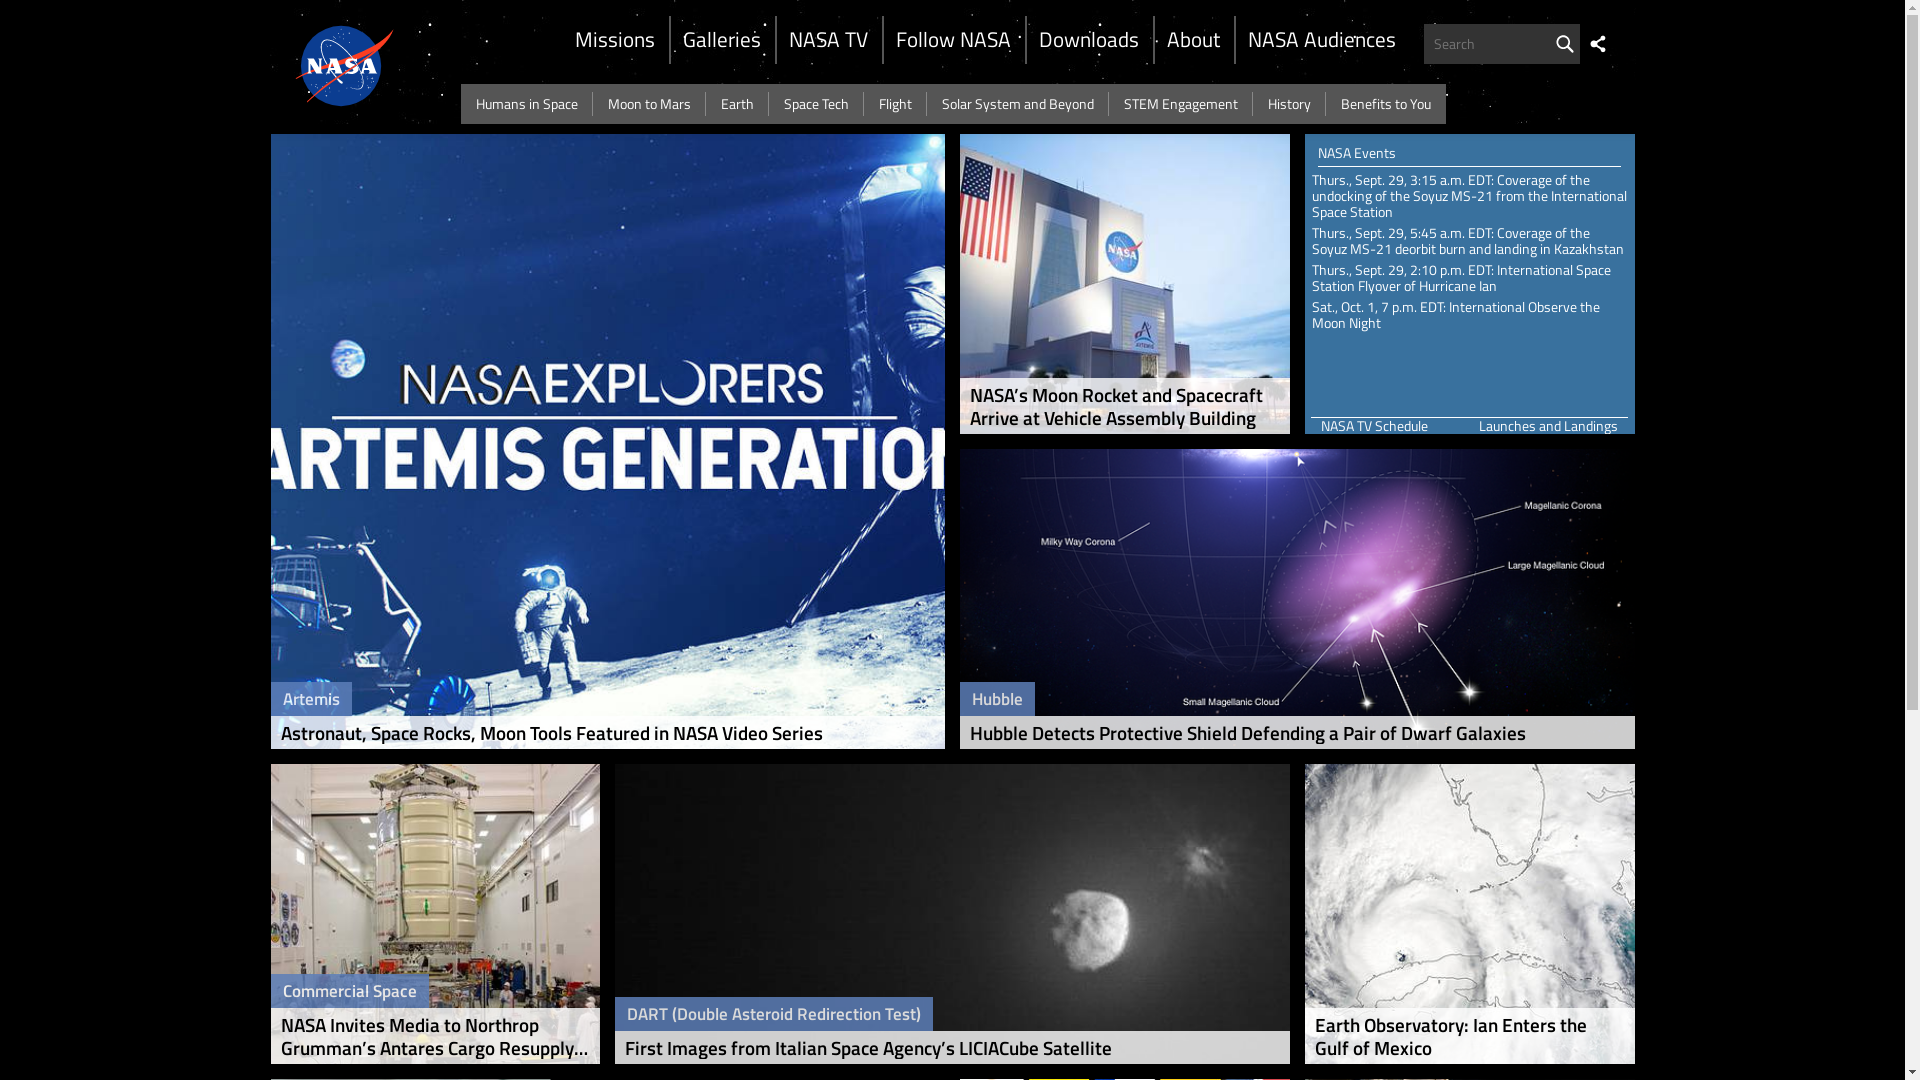 NASA
Missions
Galleries
NASA TV
Follow NASA
Downloads
About
NASA Audiences
Search
Humans in Space
Moon to Mars
Earth
Space Tech
Flight
Solar System and Beyond
STEM Engagement
History
Benefits to You
NASAEXPLORERS
ARTEMIS GENERATION
Artemis
Astronaut, Space Rocks, Moon Tools Featured in NASA Video Series
NASA
ARTEMIS
NASA’s Moon Rocket and Spacecraft
Arrive at Vehicle Assembly Building
NASA Events
Thurs., Sept. 29, 3:15 a.m. EDT: Coverage of the
undocking of the Soyuz MS-21 from the International
Space Station
Thurs., Sept. 29, 5:45 a.m. EDT: Coverage of the
Soyuz MS-21 deorbit burn and landing in Kazakhstan
Thurs., Sept. 29, 2:10 p.m. EDT: International Space
Station Flyover of Hurricane Ian
Sat., Oct. 1, 7 p.m. EDT: International Observe the
Moon Night
NASA TV Schedule
Launches and Landings
Magellanic Corona
Milky Way Corona
Large Magellanic Cloud
Small Magellanic Cloud
Hubble
Hubble Detects Protective Shield Defending a Pair of Dwarf Galaxies
Commercial Space
NASA Invites Media to Northrop
Grumman’s Antares Cargo Resupply...
DART (Double Asteroid Redirection Test)
First Images from Italian Space Agency’s LICIACube Satellite
Earth Observatory: Ian Enters the
Gulf of Mexico